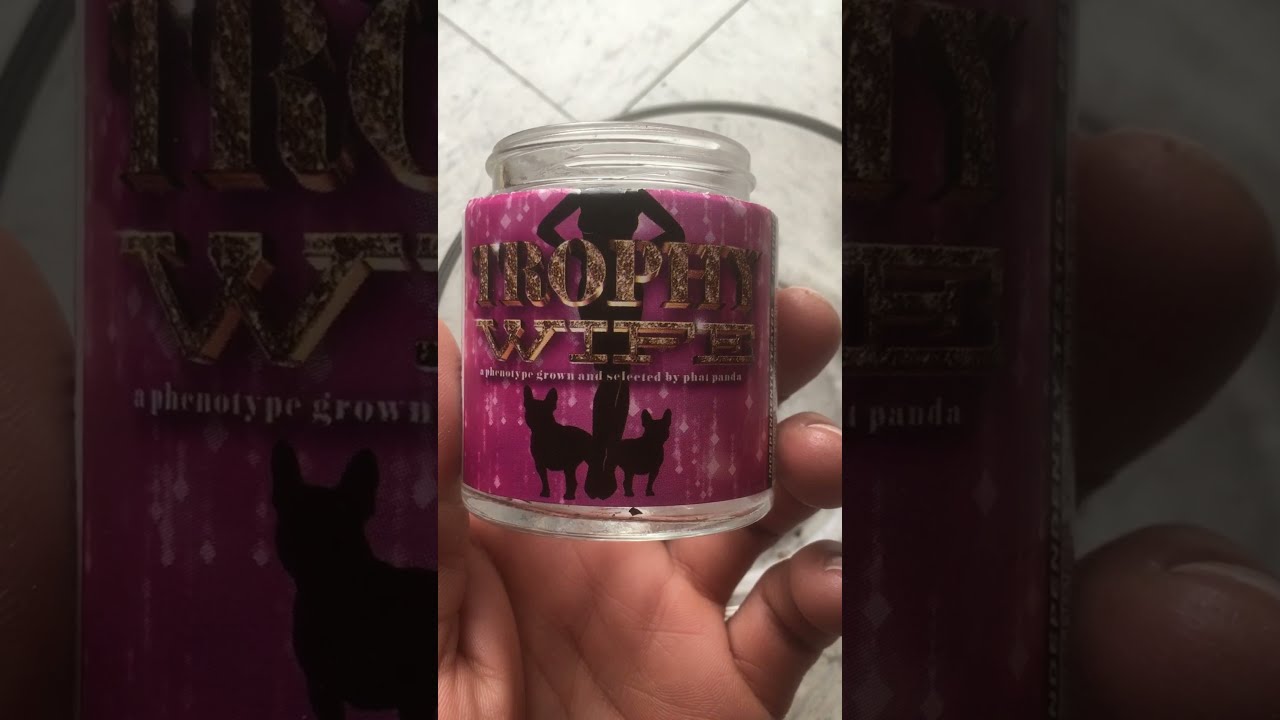 TROPHY
WIFE
a phenotype grown and selected by phat panda